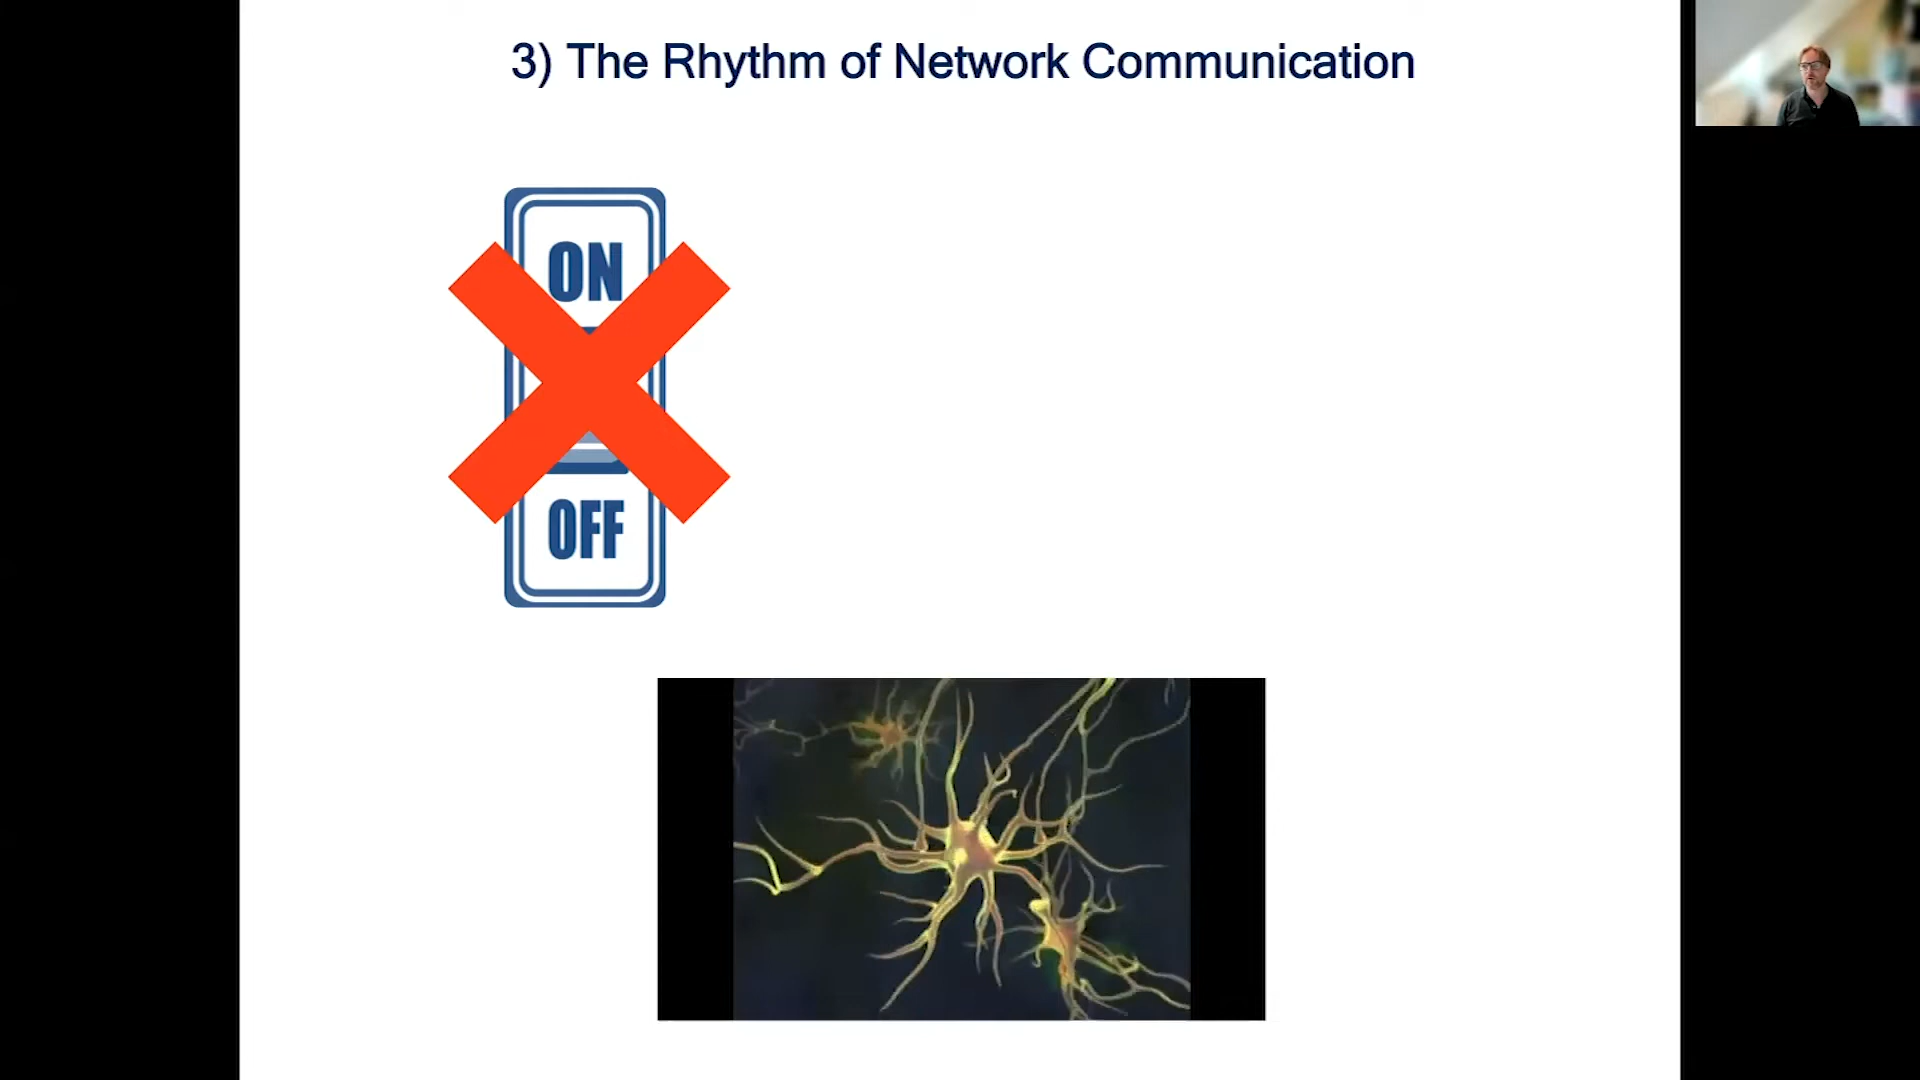 3) The Rhythm of Network Communication
ON
OFF